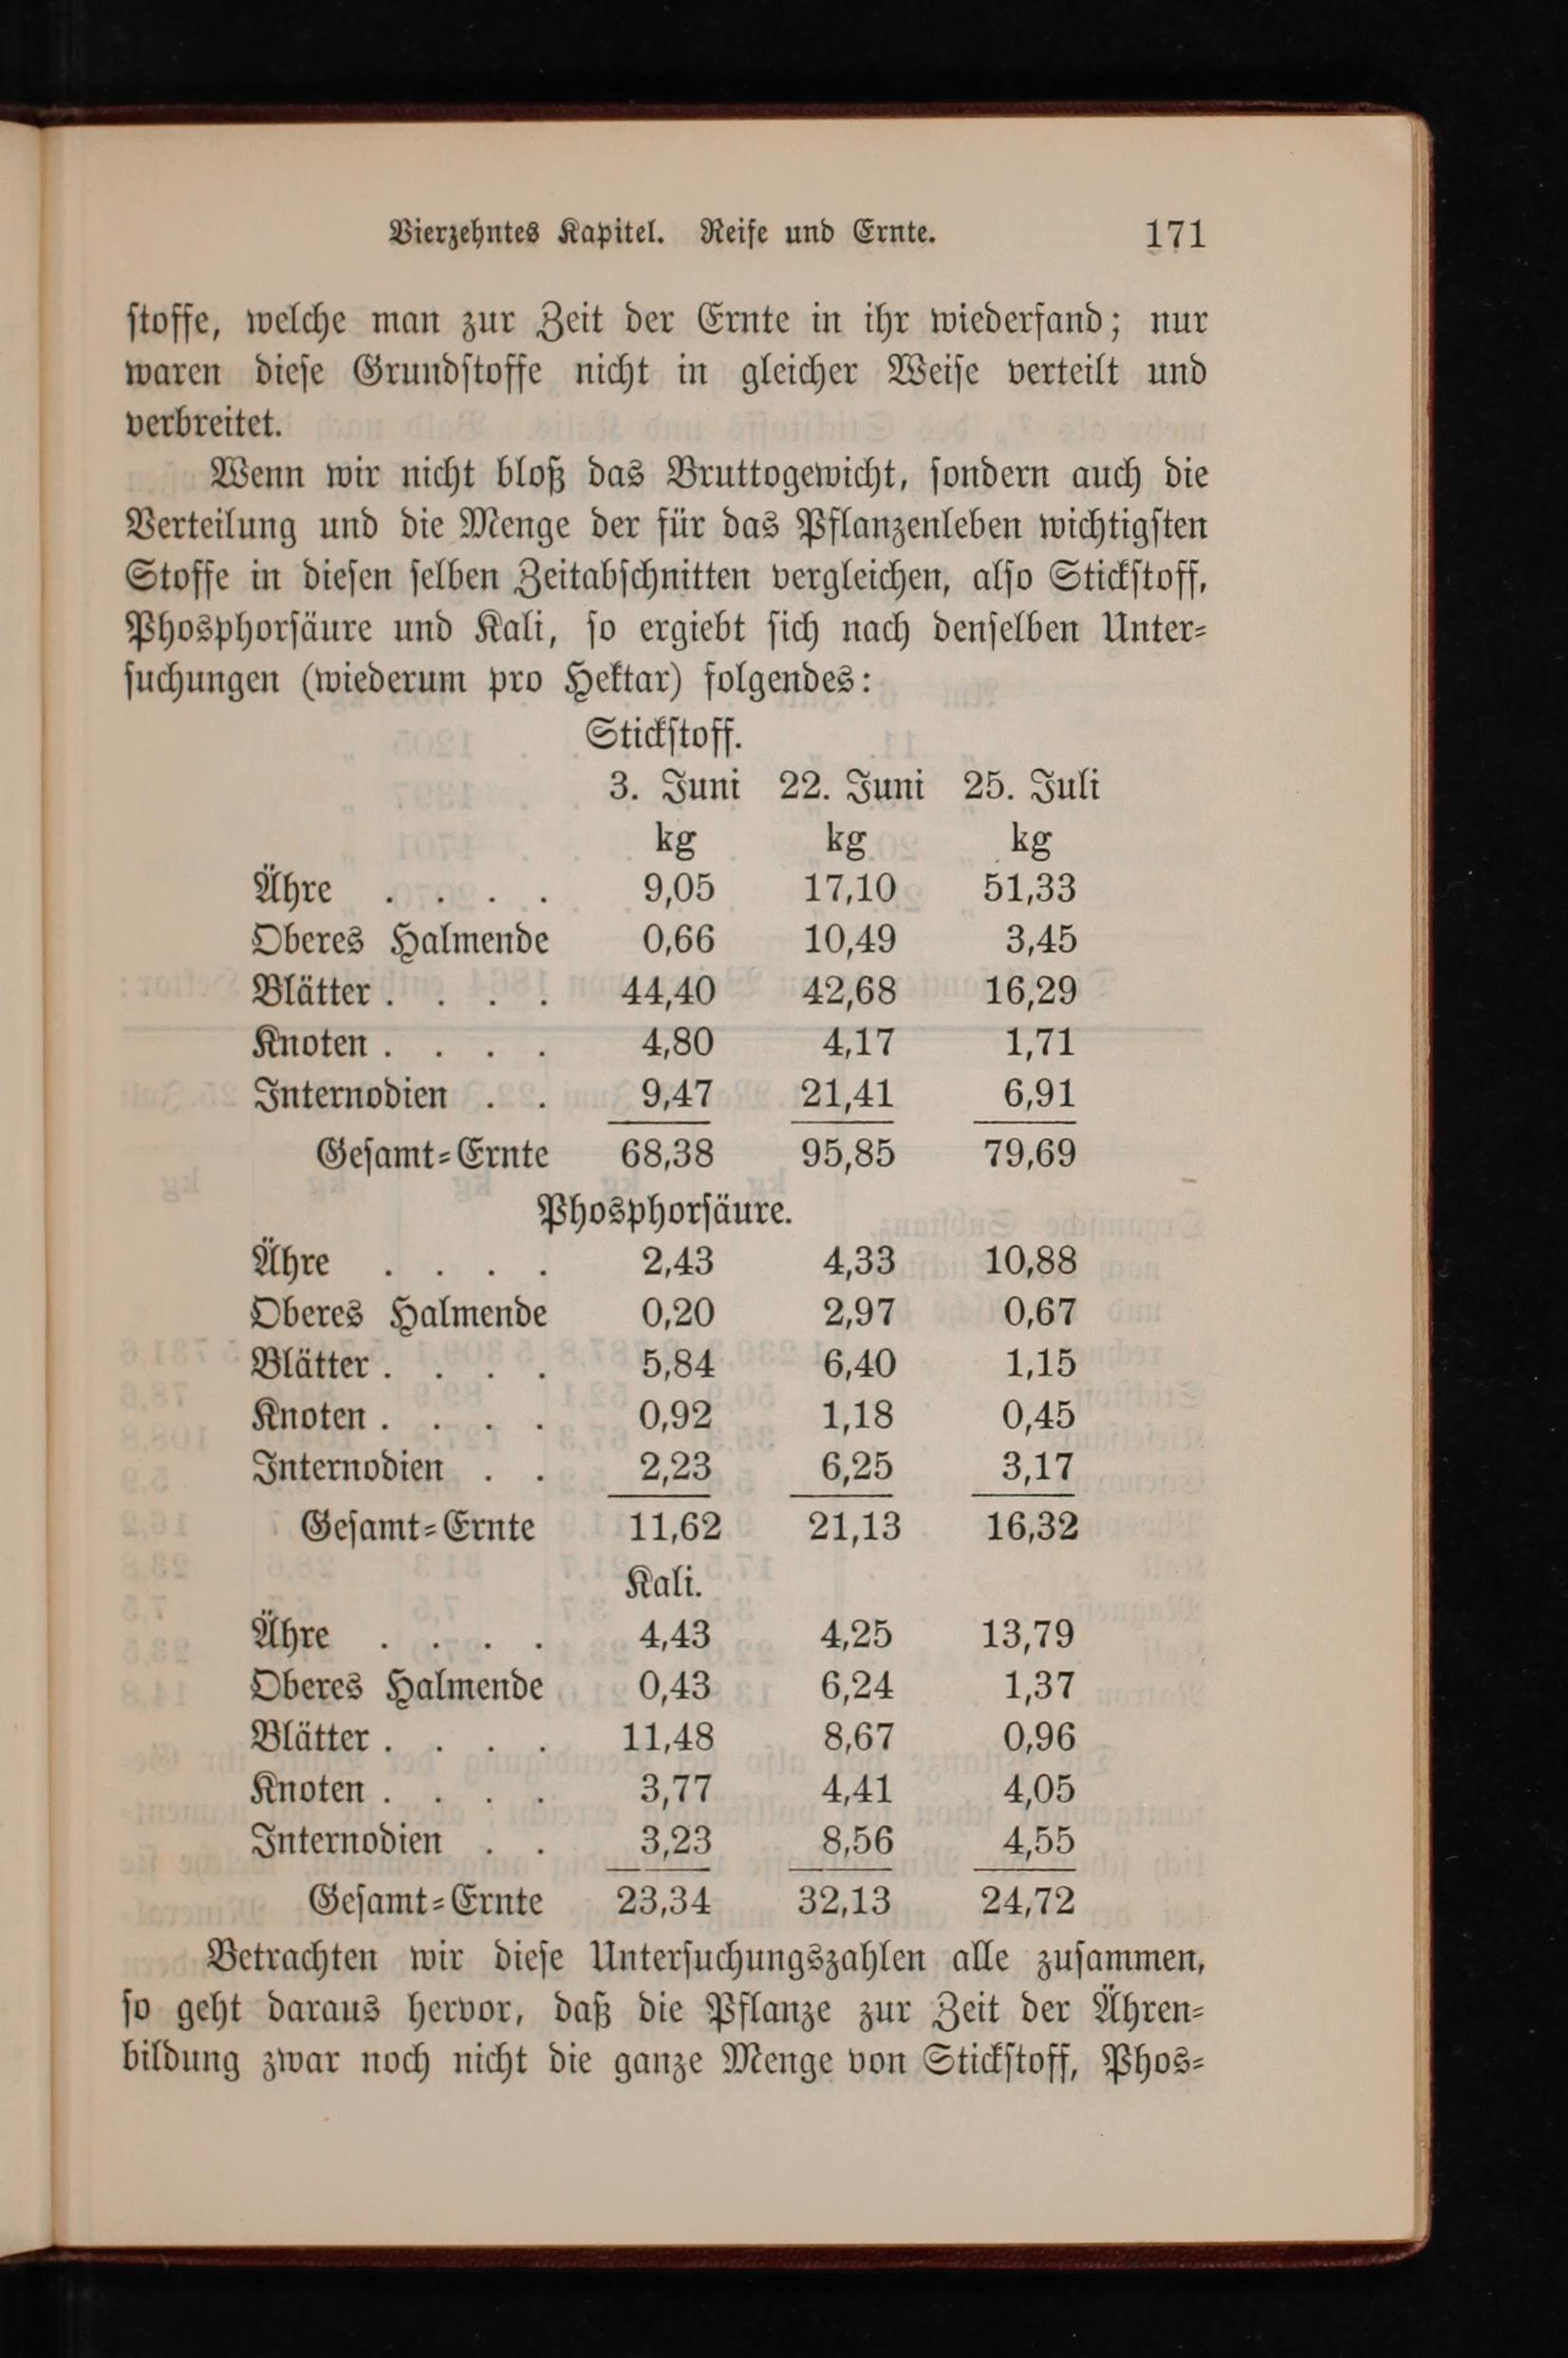 Vierzehntes Kapitel. Reife und Ernte. 171
ſtoffe, welche man zur Zeit der Ernte in ihr wiederfand; nur
waren dieſe Grundſtoffe nicht in gleicher Weiſe verteilt und
verbreitet.
Wenn wir nicht bloß das Bruttogewicht, ſondern auch die
Verteilung und die Menge der für das Pflanzenleben wichtigſten
Stoffe in dieſen ſelben Zeitabſchnitten vergleichen, alſo Stickſtoff,
Phosphorſäure und Kali, ſo ergiebt ſich nach denſelben Unter⸗
ſuchungen (wiederum pro Hektar) folgendes:
Stickſtoff.
3. Juni 22. Juni 25. Juli
kg kg kg
Ähre . . . . 9,05 17,10 51,33
Oberes Halmende 0,66 10,49 3,45
Blätter . . . . 44,40 42,68 16,29
Knoten . . . . 4,80 4,17 1,71
Internodien . . 9,47 21,41 6,91
Geſamt⸗Ernte 68,38 95,85 79,69
Phosphorſäure.
Ähre . . . . 2,43 4,33 10,88
Oberes Halmende 0,20 2,97 0,67
Blätter . . . . 5,84 6,40 1,15
Knoten . . . . 0,92 1,18 0,45
Internodien . . 2,23 6,25 3,17
Geſamt⸗Ernte 11,62 21,13 16,32
Kali.
Ähre . . . . 4,43 4,25 13,79
Oberes Halmende 0,43 6,24 1,37
Blätter . . . . 11,48 8,67 0,96
Knoten . . . . 3,77 4,41 4,05
Internodien . . 3,23 8,56 4,55
Geſamt⸗Ernte 23,34 32,13 24,72
Betrachten wir dieſe Unterſuchungszahlen alle zuſammen,
ſo geht daraus hervor, daß die Pflanze zur Zeit der Ähren⸗
bildung zwar noch nicht die ganze Menge von Stickſtoff, Phos⸗